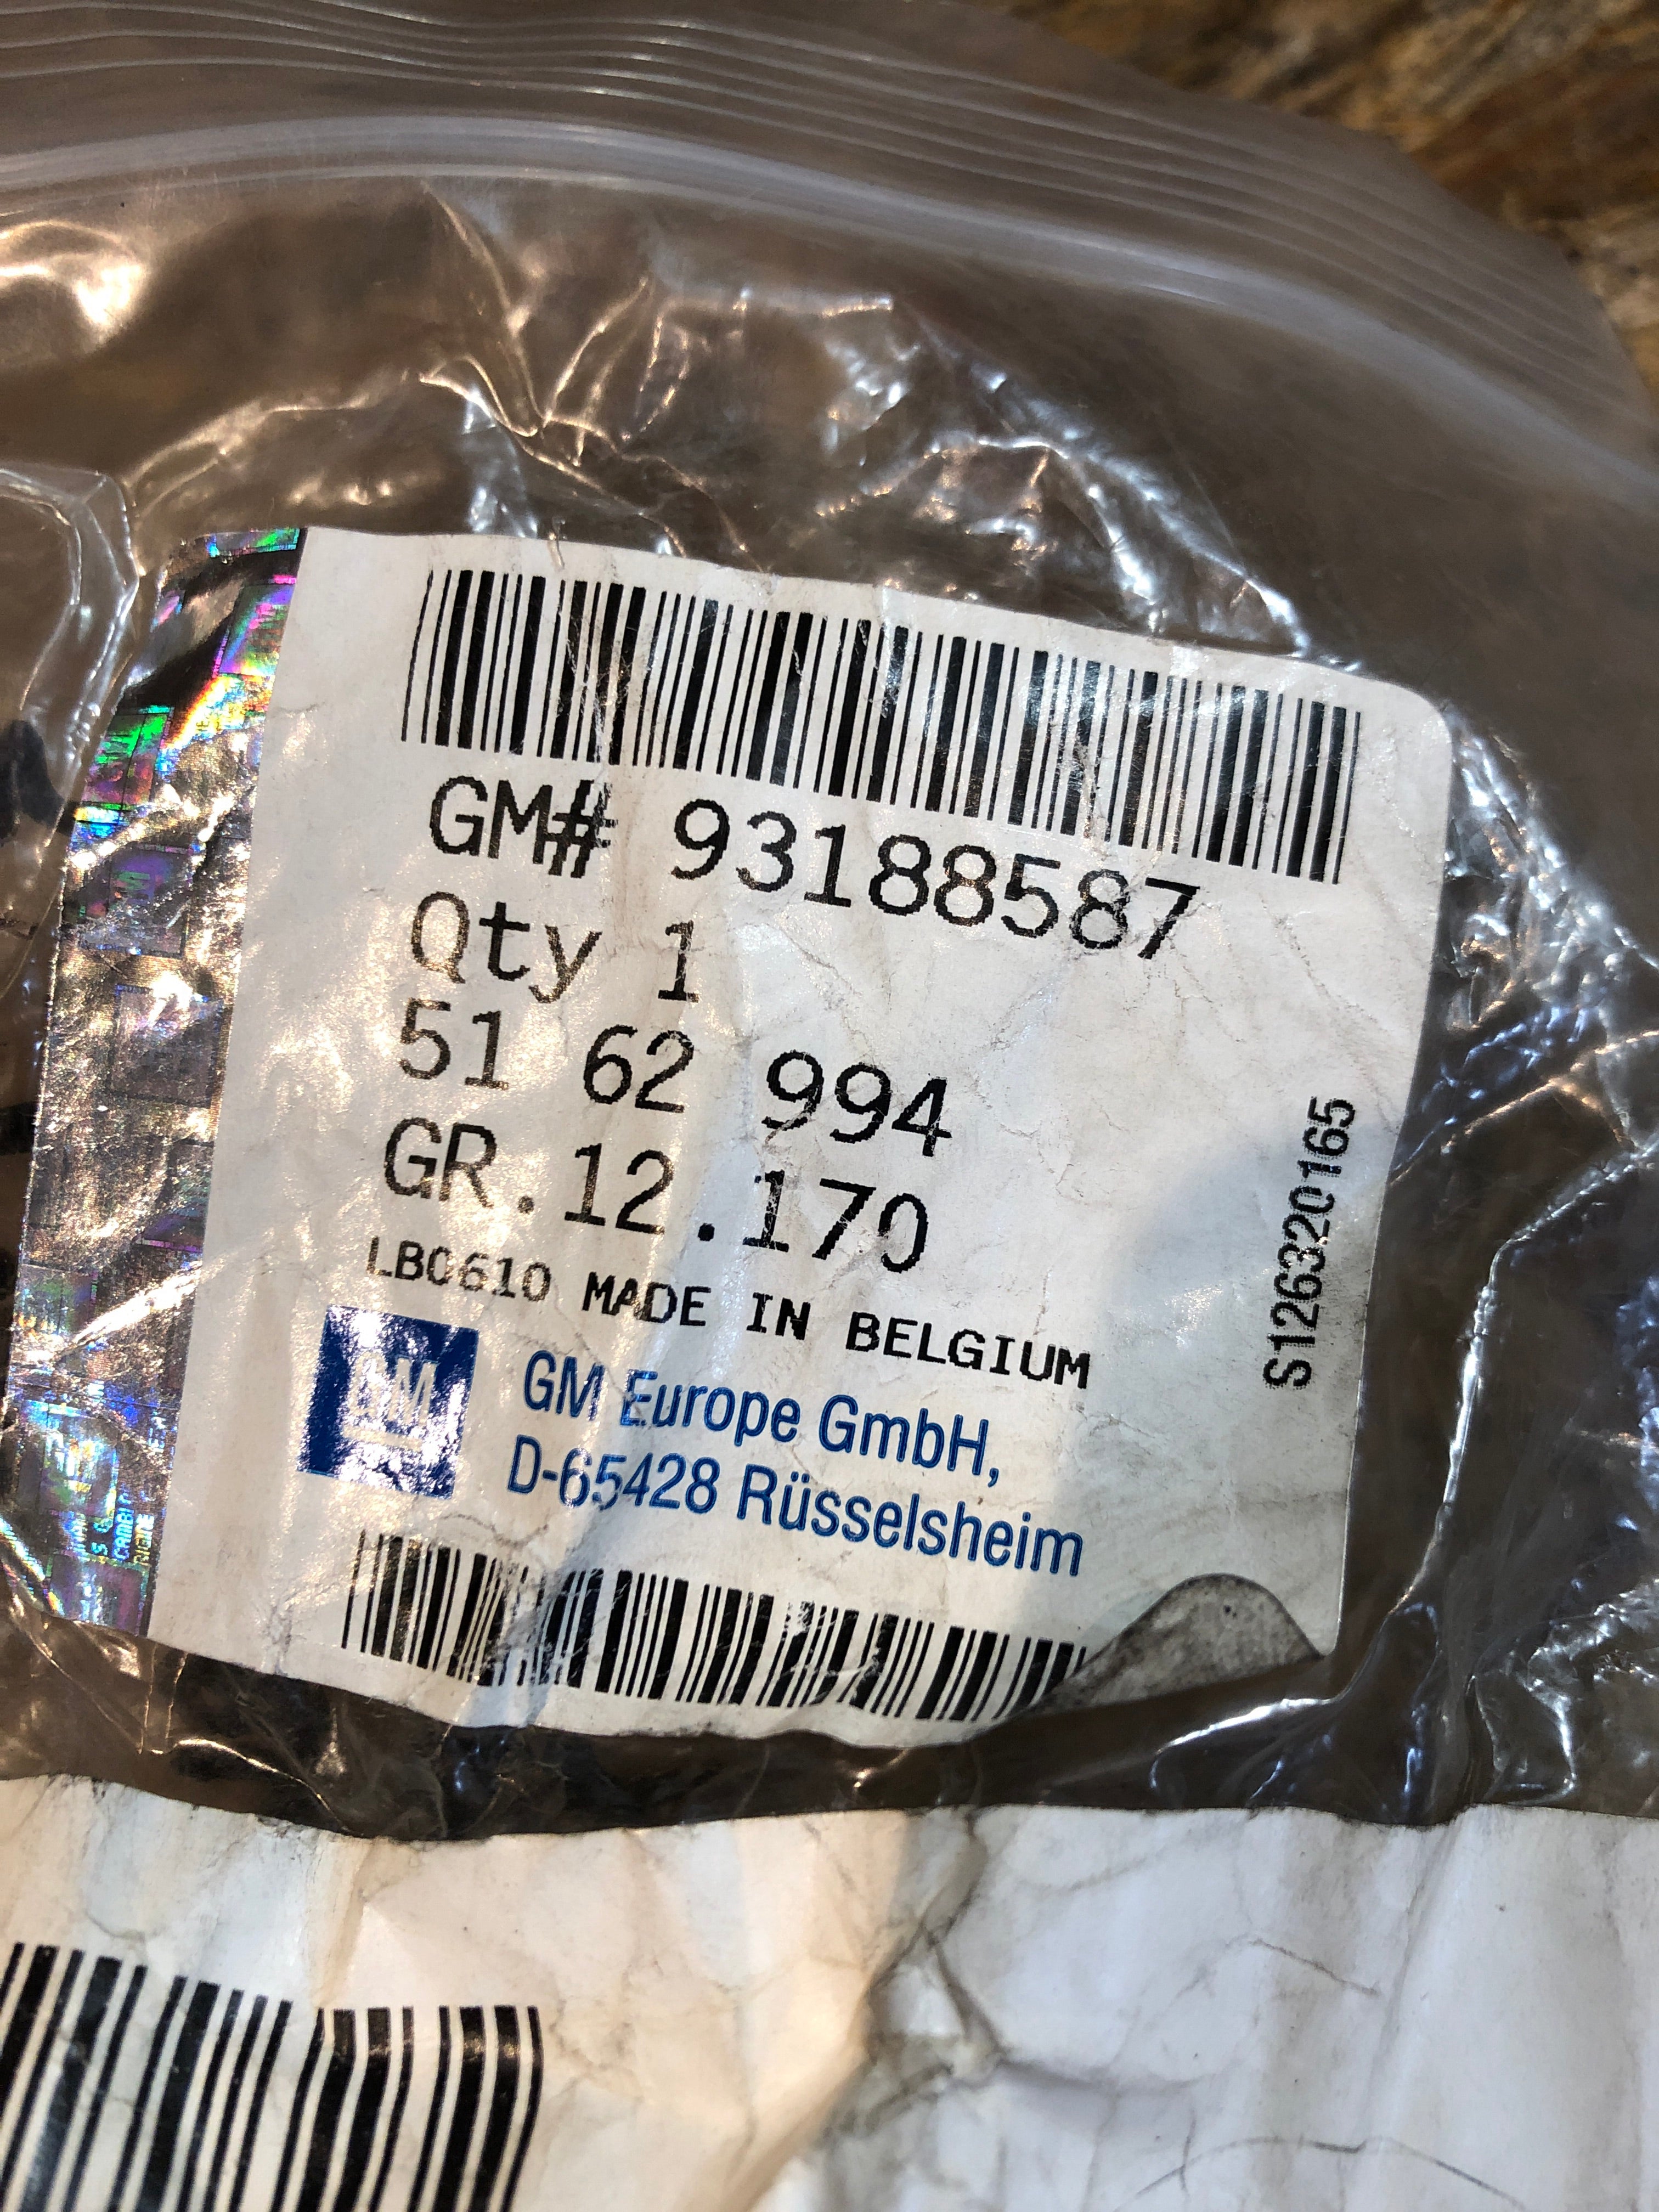 GM# 93188587
Qty 1
51 62 994
GR.12.170
LB0610 MADE IN BELGIUM
GM
GM Europe GmbH,
D-65428 Rüsselsheim
S126320165